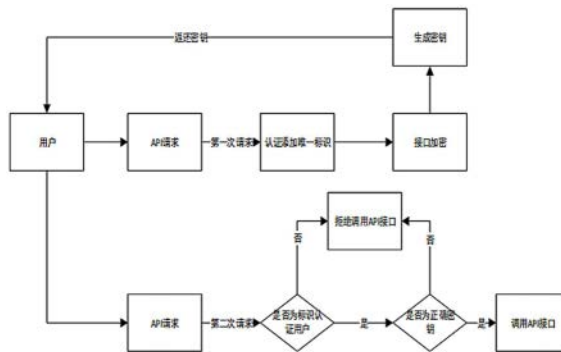 生成密钥
返还密钥
用户
API请求
第一次请求
认证添加唯一标识
接口加密
拒绝调用API接口
否
否
API请求
第二次请求
是否为标识认
证用户
是
是否为正确密
钥
是
调用API接口